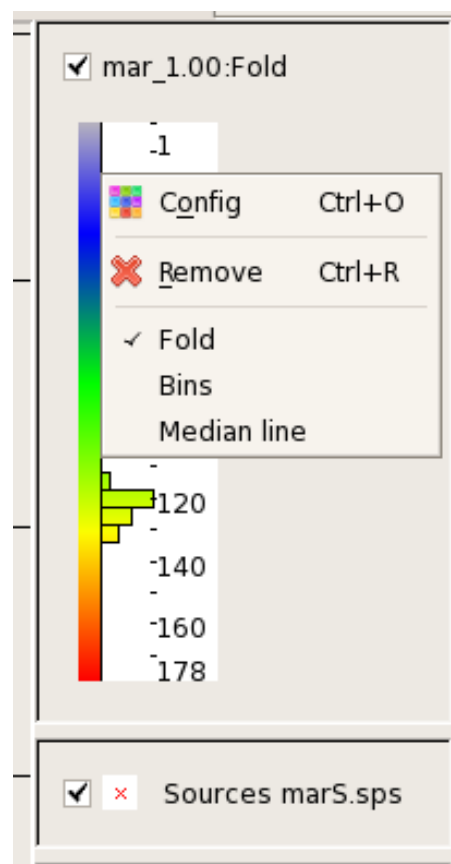 mar_1.00:Fold
1
Config Ctrl+O
Remove Ctrl+R
Fold
Bins
Median line
120
140
160
178
Sources marS.sps